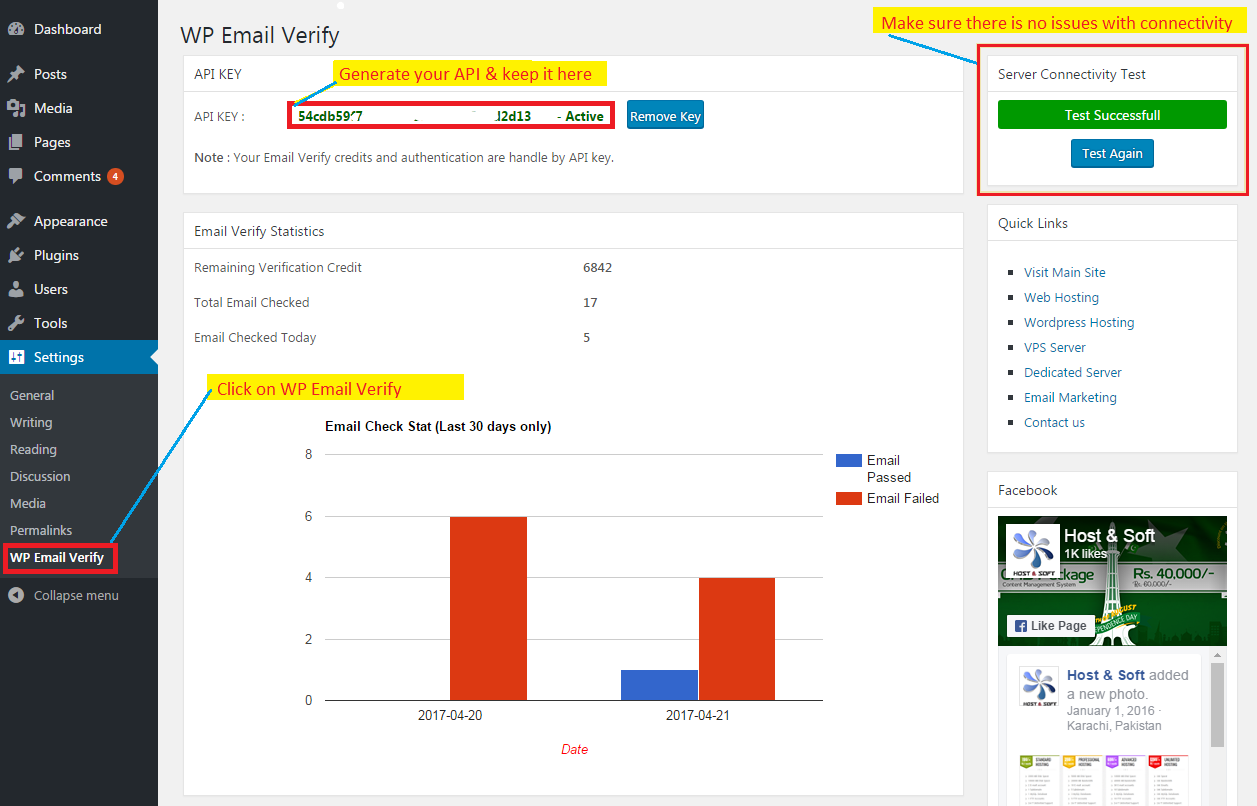 Dashboard
Posts
Media
Pages
Comments 4
Appearance
Plugins
Users
Tools
Settings
General
Writing
Reading
Discussion
Media
Permalinks
WP Email Verify
Collapse menu
WP Email Verify
API KEY
Generate your API & keep it here
API KEY : 54cdb59 - Active Remove Key
Note : Your Email Verify credits and authentication are handle by API key.
Email Verify Statistics
Remaining Verification Credit 6842
Total Email Checked 17
Email Checked Today 5
Click on WP Email Verify
Email Check Stat (Last 30 days only)
8
6
4
2
0
2017-04-20 2017-04-21
Date
Email
Passed
Email Failed
Make sure there is no issues with connectivity
Server Connectivity Test
Test Successfull
Test Again
Quick Links
Visit Main Site
Web Hosting
Wordpress Hosting
VPS Server
Dedicated Server
Email Marketing
Contact us
Facebook
Host & Soft
1K likes
HOST & SOFT
Package
Content Management System
Rs. 40,000/-
Rs. 60,000/-
Like Page
Host & Soft added
a new photo.
January 1, 2016 ·
Karachi, Pakistan
HOST & SOFT
STANDARD
HOSTING
PROFESSIONAL
HOSTING
ADVANCED
HOSTING
UNLIMITED
HOSTING